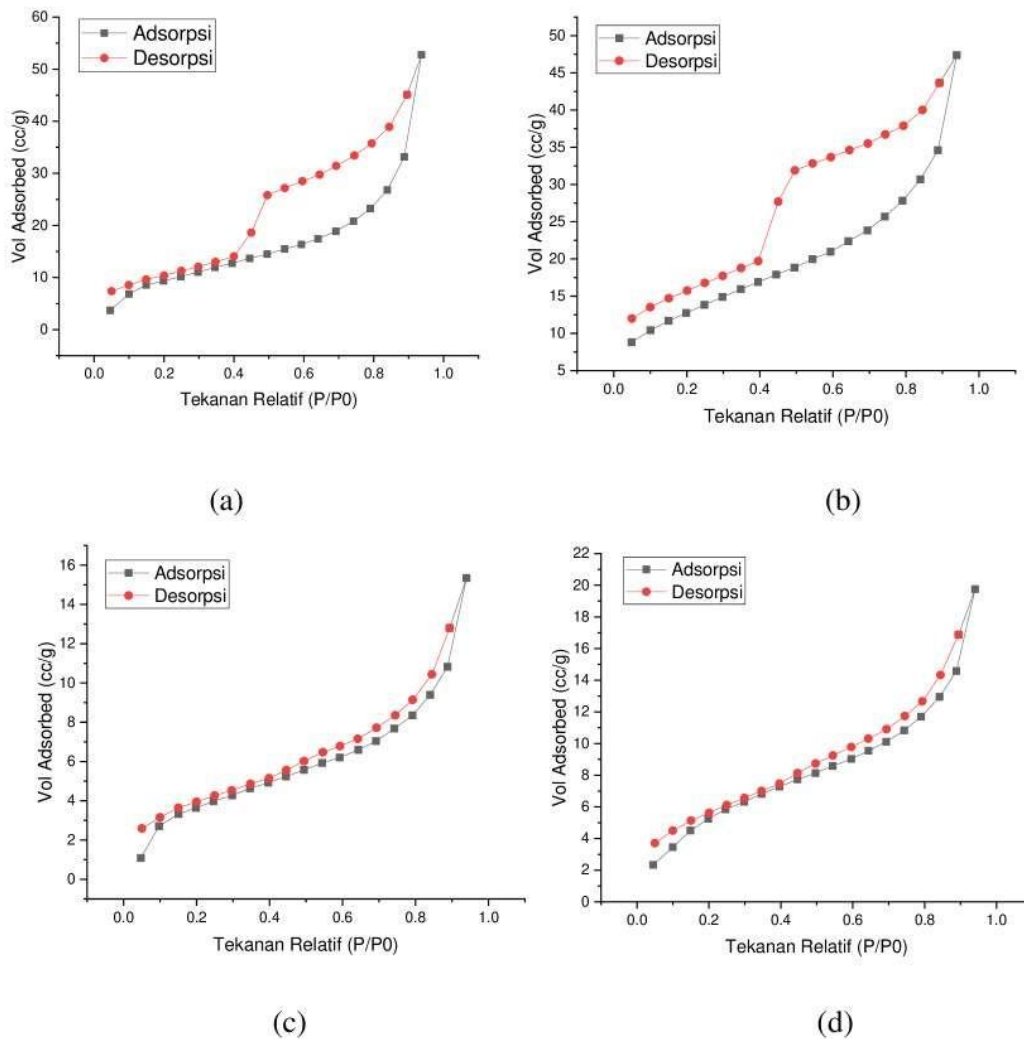 Adsorpsi
Desorpsi
60
50
40
30
20
10
0
Vol Adsorbed (cc/g)
0.0 0.2 0.4 0.6 0.8 1.0
Tekanan Relatif (P/P0)
(a)
Adsorpsi
Desorpsi
50
45
40
35
30
25
20
15
10
5
Vol Adsorbed (cc/g)
0.0 0.2 0.4 0.6 0.8 1.0
Tekanan Relatif (P/P0)
(b)
Adsorpsi
Desorpsi
16
14
12
10
8
6
4
2
0
Vol Adsorbed (cc/g)
0.0 0.2 0.4 0.6 0.8 1.0
Tekanan Relatif (P/P0)
(c)
Adsorpsi
Desorpsi
22
20
18
16
14
12
10
8
6
4
2
0
Vol Adsorbed (cc/g)
0.0 0.2 0.4 0.6 0.8 1.0
Tekanan Relatif (P/P0)
(d)